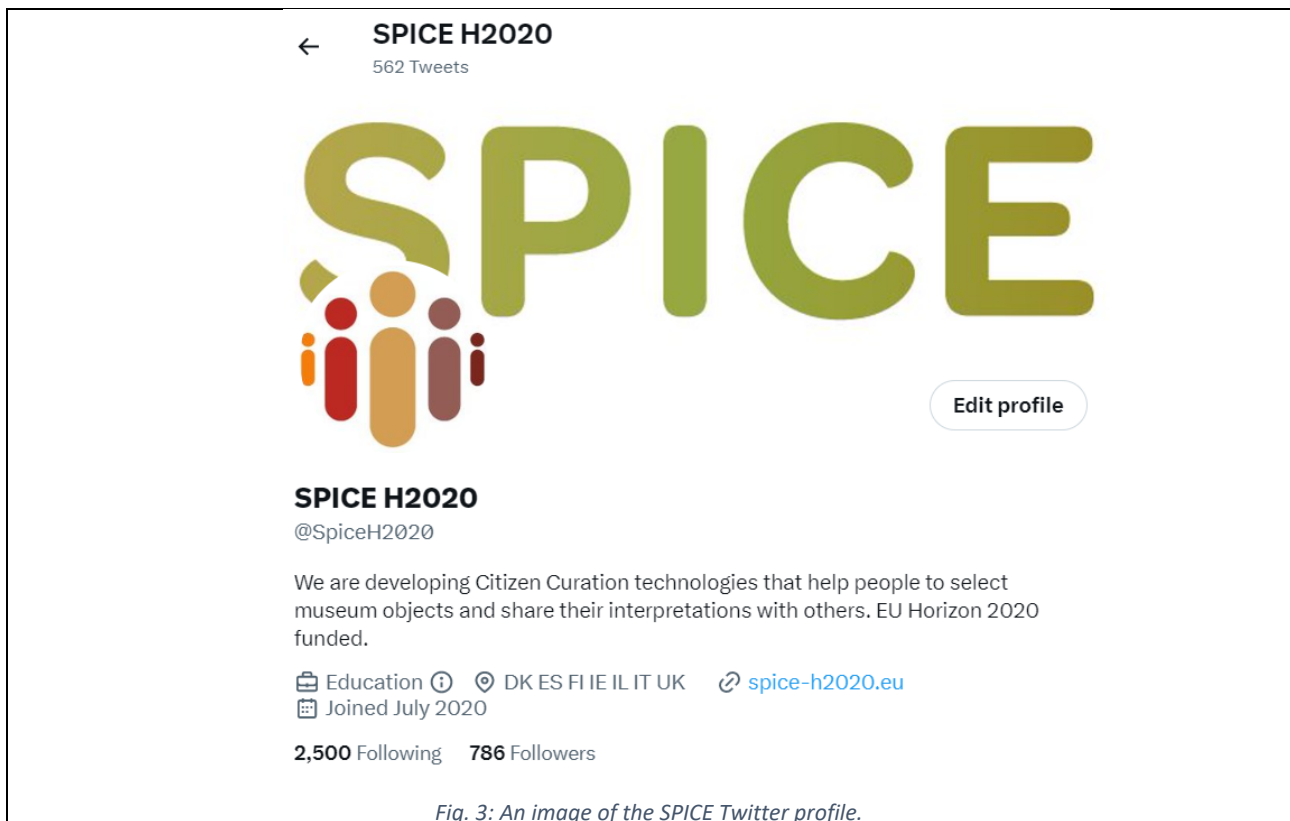 SPICE H2020
562 Tweets
SPICE
Edit profile
SPICE H2020
@SpiceH2020
We are developing Citizen Curation technologies that help people to select
museum objects and share their interpretations with others. EU Horizon 2020
funded.
Education DK ES FI IE IL IT UK spice-h2020.eu
Joined July 2020
2,500 Following 786 Followers
Fig. 3: An image of the SPICE Twitter profile.